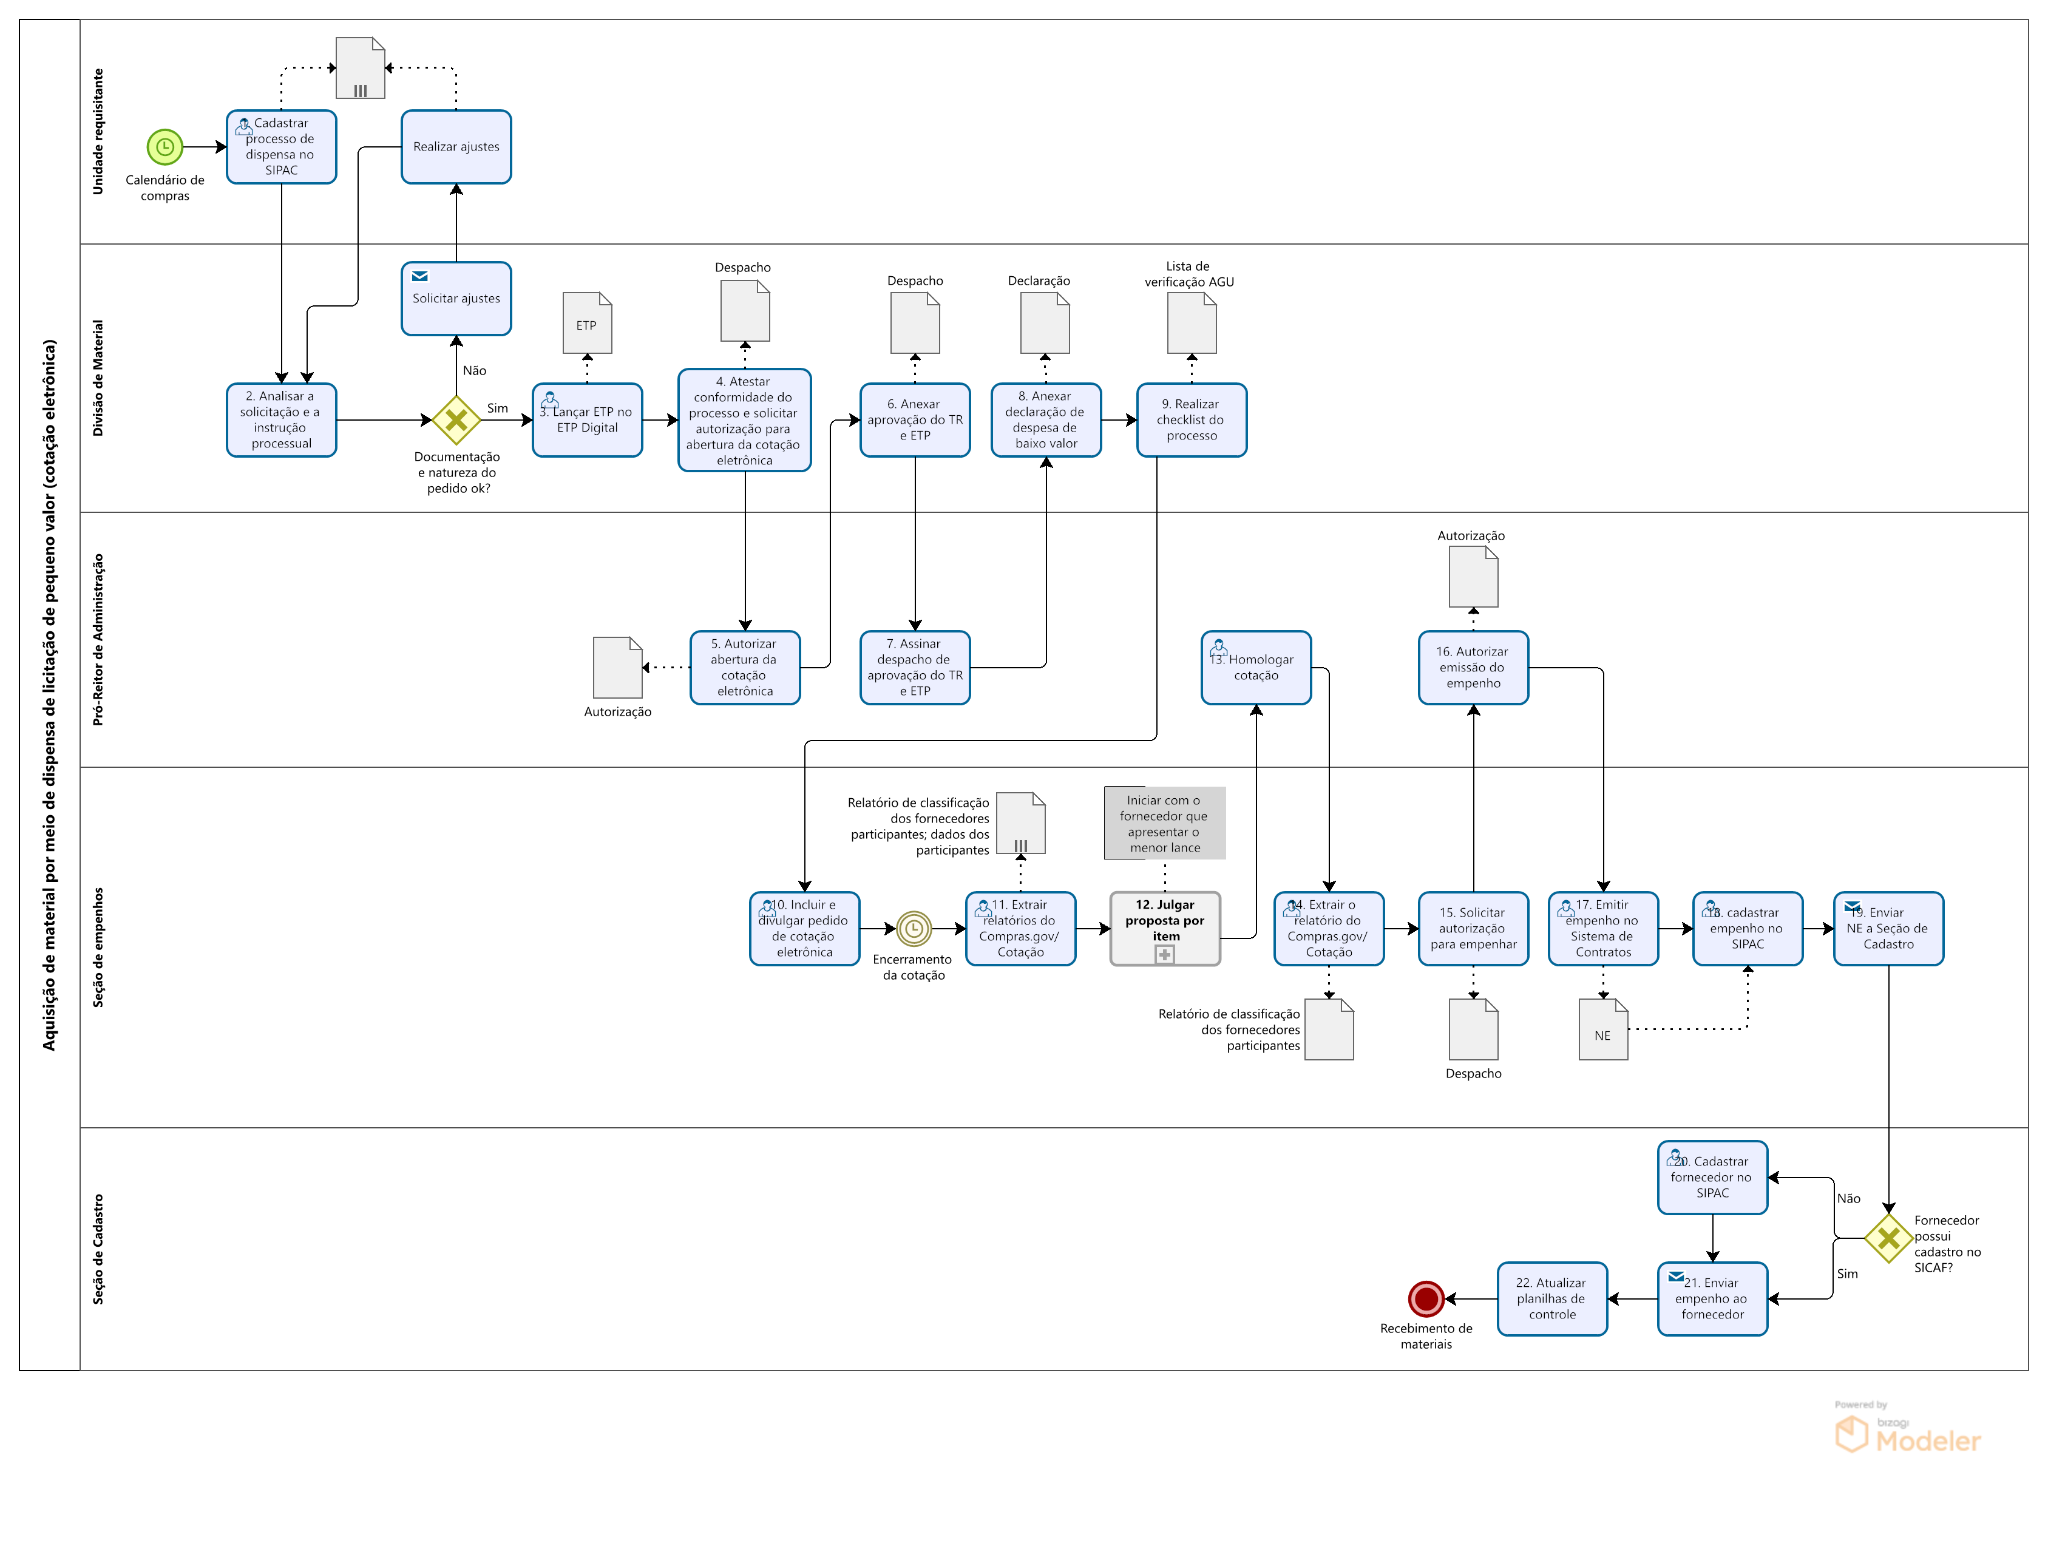 Aquisição de material por meio de dispensa de licitação de pequeno valor (cotação eletrônica)
Unidade requisitante
Calendário de
compras
Cadastrar
processo de
dispensa no
SIPAC
Realizar ajustes
Divisão de Material
Solicitar ajustes
2. Analisar a
solicitação e a
instrução
processual
Não
Sim
Documentação
e natureza do
pedido ok?
ETP
3. Lançar ETP no
ETP Digital
Despacho
4. Atestar
conformidade do
processo e solicitar
autorização para
abertura da cotação
eletrônica
Despacho
6. Anexar
aprovação do TR
e ETP
Declaração
8. Anexar
declaração de
despesa de
baixo valor
Lista de
verificação AGU
9. Realizar
checklist do
processo
Pró-Reitor de Administração
Autorização
5. Autorizar
abertura da
cotação
eletrônica
7. Assinar
despacho de
aprovação do TR
e ETP
13. Homologar
cotação
Autorização
16. Autorizar
emissão do
empenho
Seção de empenhos
10. Incluir e
divulgar pedido
de cotação
eletrônica
Encerramento
da cotação
Relatório de classificação
dos fornecedores
participantes; dados dos
participantes
11. Extrair
relatórios do
Compras.gov/
Cotação
Iniciar com o
fornecedor que
apresentar o
menor lance
12. Julgar
proposta por
item
14. Extrair o
relatório do
Compras.gov/
Cotação
Relatório de classificação
dos fornecedores
participantes
15. Solicitar
autorização
para empenhar
Despacho
17. Emitir
empenho no
Sistema de
Contratos
NE
18. cadastrar
empenho no
SIPAC
19. Enviar
NE a Seção de
Cadastro
Seção de Cadastro
20. Cadastrar
fornecedor no
SIPAC
Não
Fornecedor
possui
cadastro no
SICAF?
Sim
21. Enviar
empenho ao
fornecedor
22. Atualizar
planilhas de
controle
Recebimento de
materiais
Powered by
bizagi
Modeler